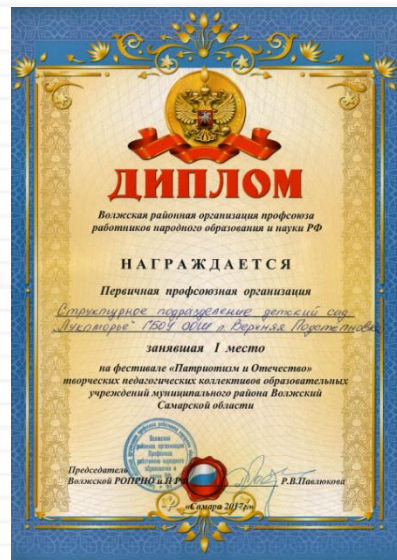 ДИПЛОМ
Волжская районная организация профсоюза
работников народного образования и науки РФ
НАГРАЖДАЕТСЯ
Первичная профсоюзная организация
Структурное подразделение детский сад
„Лукоморье" ГБОУ ООШ п. Верхняя Подстепновка
занявшая I место
на фестивале «Патриотизм и Отечество»
творческих педагогических коллективов образовательных
учреждений муниципального района Волжский
Самарской области
Председатель
Волжской РОПРНО и Н РФ Р.В.Павлюкова
«Самара 2017г»